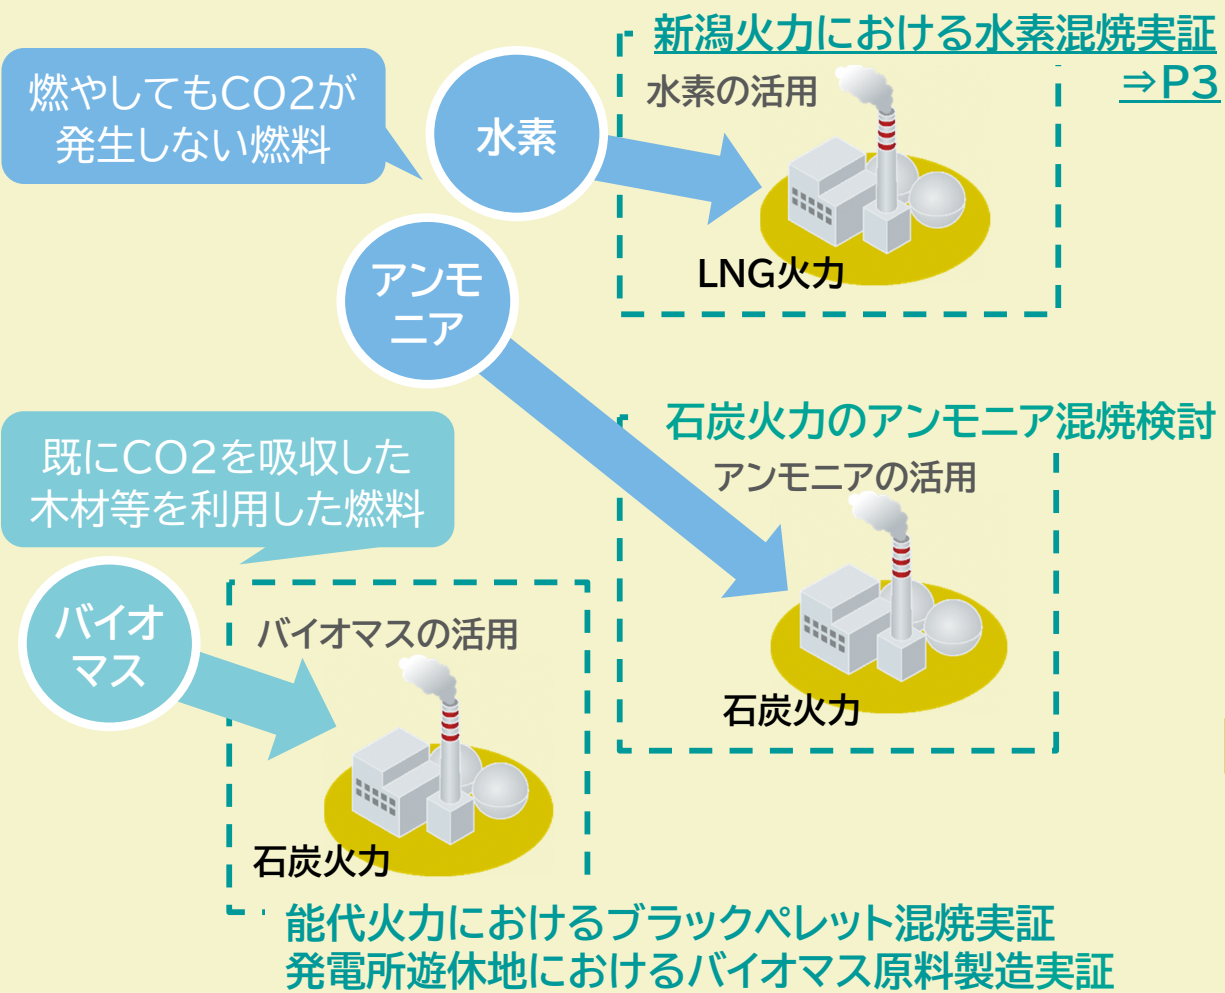 新潟火力における水素混焼実証
⇒P3
燃やしてもCO2が
発生しない燃料
水素
水素の活用
LNG火力
アンモ
ニア
石炭火力のアンモニア混焼検討
アンモニアの活用
石炭火力
既にCO2を吸収した
木材等を利用した燃料
バイオ
マス
バイオマスの活用
石炭火力
能代火力におけるブラックペレット混焼実証
発電所遊休地におけるバイオマス原料製造実証